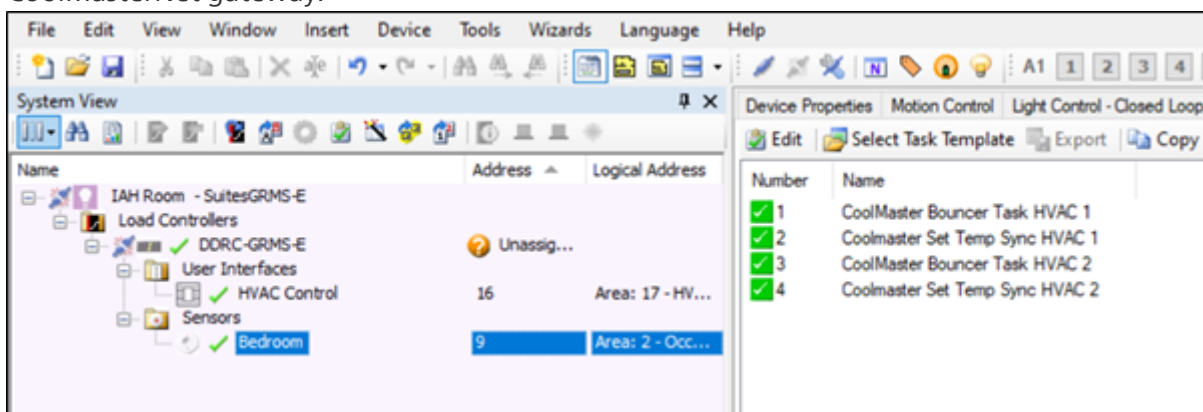 CoolMasterNet gateway.
File Edit View Window Insert Device Tools Wizards Language Help
A1 1 2 3 4
System View
Device Properties Motion Control Light Control - Closed Loop
Edit Select Task Template Export Copy
Name Address Logical Address
Number Name
IAH Room - SuitesGRMS-E
Load Controllers
DDRC-GRMS-E Unassig...
User Interfaces
HVAC Control 16 Area: 17 - HV...
Sensors
Bedroom 9 Area: 2 - Occ...
1 CoolMaster Bouncer Task HVAC 1
2 Coolmaster Set Temp Sync HVAC 1
3 CoolMaster Bouncer Task HVAC 2
4 Coolmaster Set Temp Sync HVAC 2